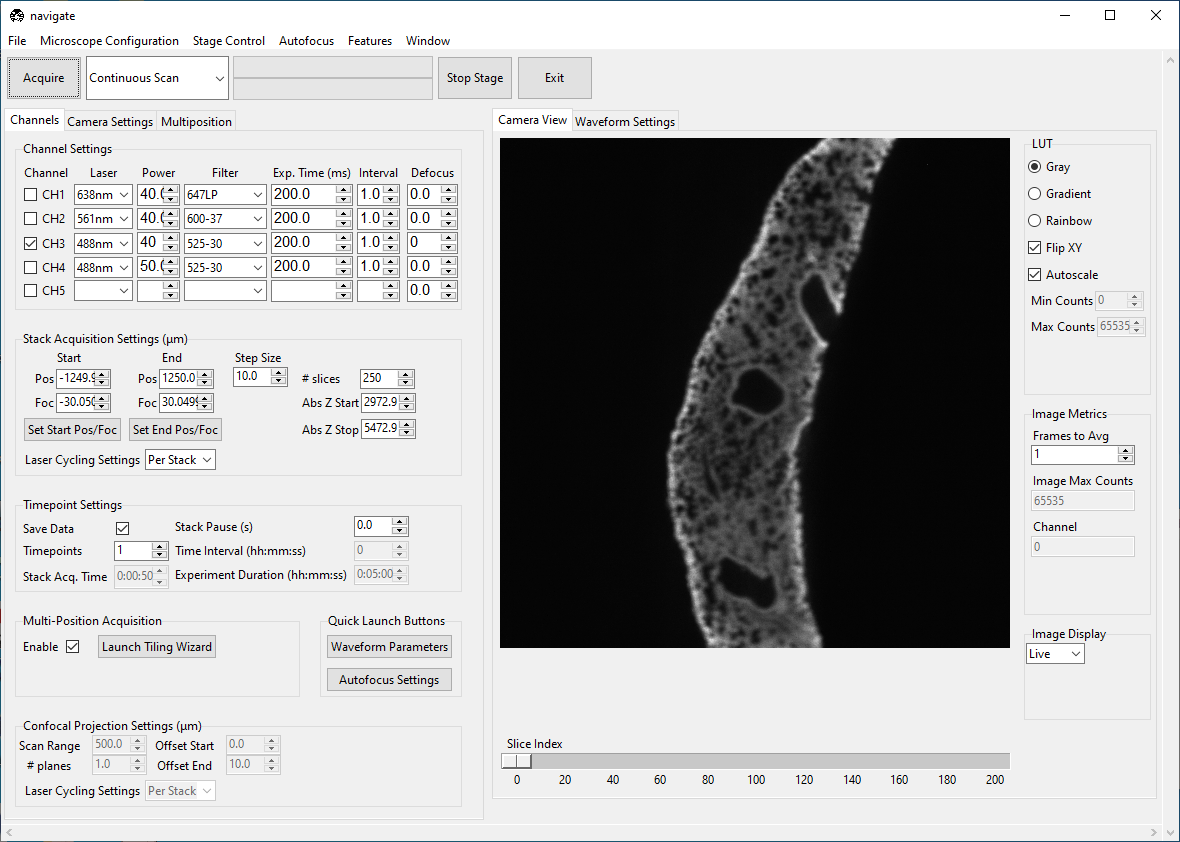 navigate
File Microscope Configuration Stage Control Autofocus Features Window
Acquire Continuous Scan Stop Stage Exit
Channels Camera Settings Multiposition
Channel Settings
Channel Laser Power Filter Exp. Time (ms) Interval Defocus
CH1 638nm 40.0 647LP 200.0 1.0 0.0
CH2 561nm 40.0 600-37 200.0 1.0 0.0
CH3 488nm 40 525-30 200.0 1.0 0
CH4 488nm 50.0 525-30 200.0 1.0 0.0
CH5 0.0
Stack Acquisition Settings (µm)
Start End Step Size
Pos -1249.9 Pos 1250.0 10.0 # slices 250
Foc -30.050 Foc 30.0499 Abs Z Start 2972.9
Set Start Pos/Foc Set End Pos/Foc Abs Z Stop 5472.9
Laser Cycling Settings Per Stack
Timepoint Settings
Save Data Stack Pause (s) 0.0
Timepoints 1 Time Interval (hh:mm:ss) 0
Stack Acq. Time 0:00:50 Experiment Duration (hh:mm:ss) 0:05:00
Multi-Position Acquisition
Enable Launch Tiling Wizard
Quick Launch Buttons
Waveform Parameters
Autofocus Settings
Confocal Projection Settings (µm)
Scan Range 500.0 Offset Start 0.0
# planes 1.0 Offset End 10.0
Laser Cycling Settings Per Stack
Camera View Waveform Settings
Slice Index
0 20 40 60 80 100 120 140 160 180 200
LUT
Gray
Gradient
Rainbow
Flip XY
Autoscale
Min Counts 0
Max Counts 65535
Image Metrics
Frames to Avg
1
Image Max Counts
65535
Channel
0
Image Display
Live